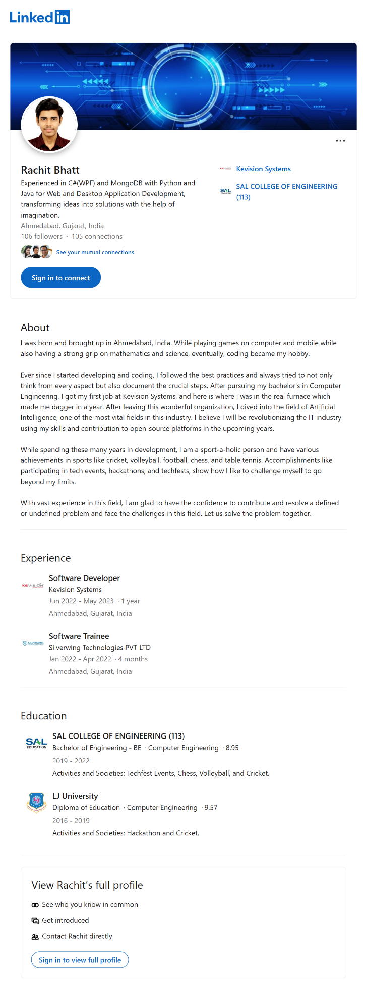 Linked in
Rachit Bhatt
Experienced in C#(WPF) and MongoDB with Python and
Java for Web and Desktop Application Development,
transforming ideas into solutions with the help of
imagination.
Ahmedabad, Gujarat, India
106 followers · 105 connections
See your mutual connections
Sign in to connect
Kevision Systems
SAL
EDUCATION
SAL COLLEGE OF ENGINEERING
(113)
About
I was born and brought up in Ahmedabad, India. While playing games on computer and mobile while
also having a strong grip on mathematics and science, eventually, coding became my hobby.
Ever since I started developing and coding, I followed the best practices and always tried to not only
think from every aspect but also document the crucial steps. After pursuing my bachelor's in Computer
Engineering, I got my first job at Kevision Systems, and here is where I was in the real furnace which
made me dagger in a year. After leaving this wonderful organization, I dived into the field of Artificial
Intelligence, one of the most vital fields in this industry. I believe I will be revolutionizing the IT industry
using my skills and contribution to open-source platforms in the upcoming years.
While spending these many years in development, I am a sport-a-holic person and have various
achievements in sports like cricket, volleyball, football, chess, and table tennis. Accomplishments like
participating in tech events, hackathons, and techfests, show how I like to challenge myself to go
beyond my limits.
With vast experience in this field, I am glad to have the confidence to contribute and resolve a defined
or undefined problem and face the challenges in this field. Let us solve the problem together.
Experience
KEVISION
Software Developer
Kevision Systems
Jun 2022 - May 2023 · 1 year
Ahmedabad, Gujarat, India
SILVERWING
Software Trainee
Silverwing Technologies PVT LTD
Jan 2022 - Apr 2022 · 4 months
Ahmedabad, Gujarat, India
Education
SAL
EDUCATION
SAL COLLEGE OF ENGINEERING (113)
Bachelor of Engineering - BE · Computer Engineering · 8.95
2019 - 2022
Activities and Societies: Techfest Events, Chess, Volleyball, and Cricket.
LJ
LJ University
Diploma of Education · Computer Engineering · 9.57
2016 - 2019
Activities and Societies: Hackathon and Cricket.
View Rachit's full profile
See who you know in common
Get introduced
Contact Rachit directly
Sign in to view full profile